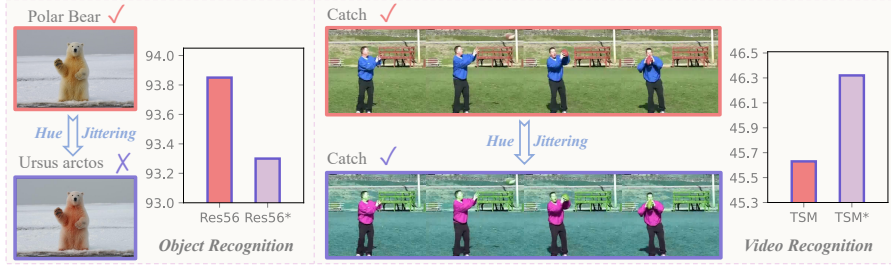 Polar Bear ✓
Hue Jittering
Ursus arctos ✗
94.0
93.8
93.6
93.4
93.2
93.0
Res56 Res56*
Object Recognition
Catch ✓
Hue Jittering
Catch ✓
46.5
46.3
46.1
45.9
45.7
45.5
45.3
TSM TSM*
Video Recognition